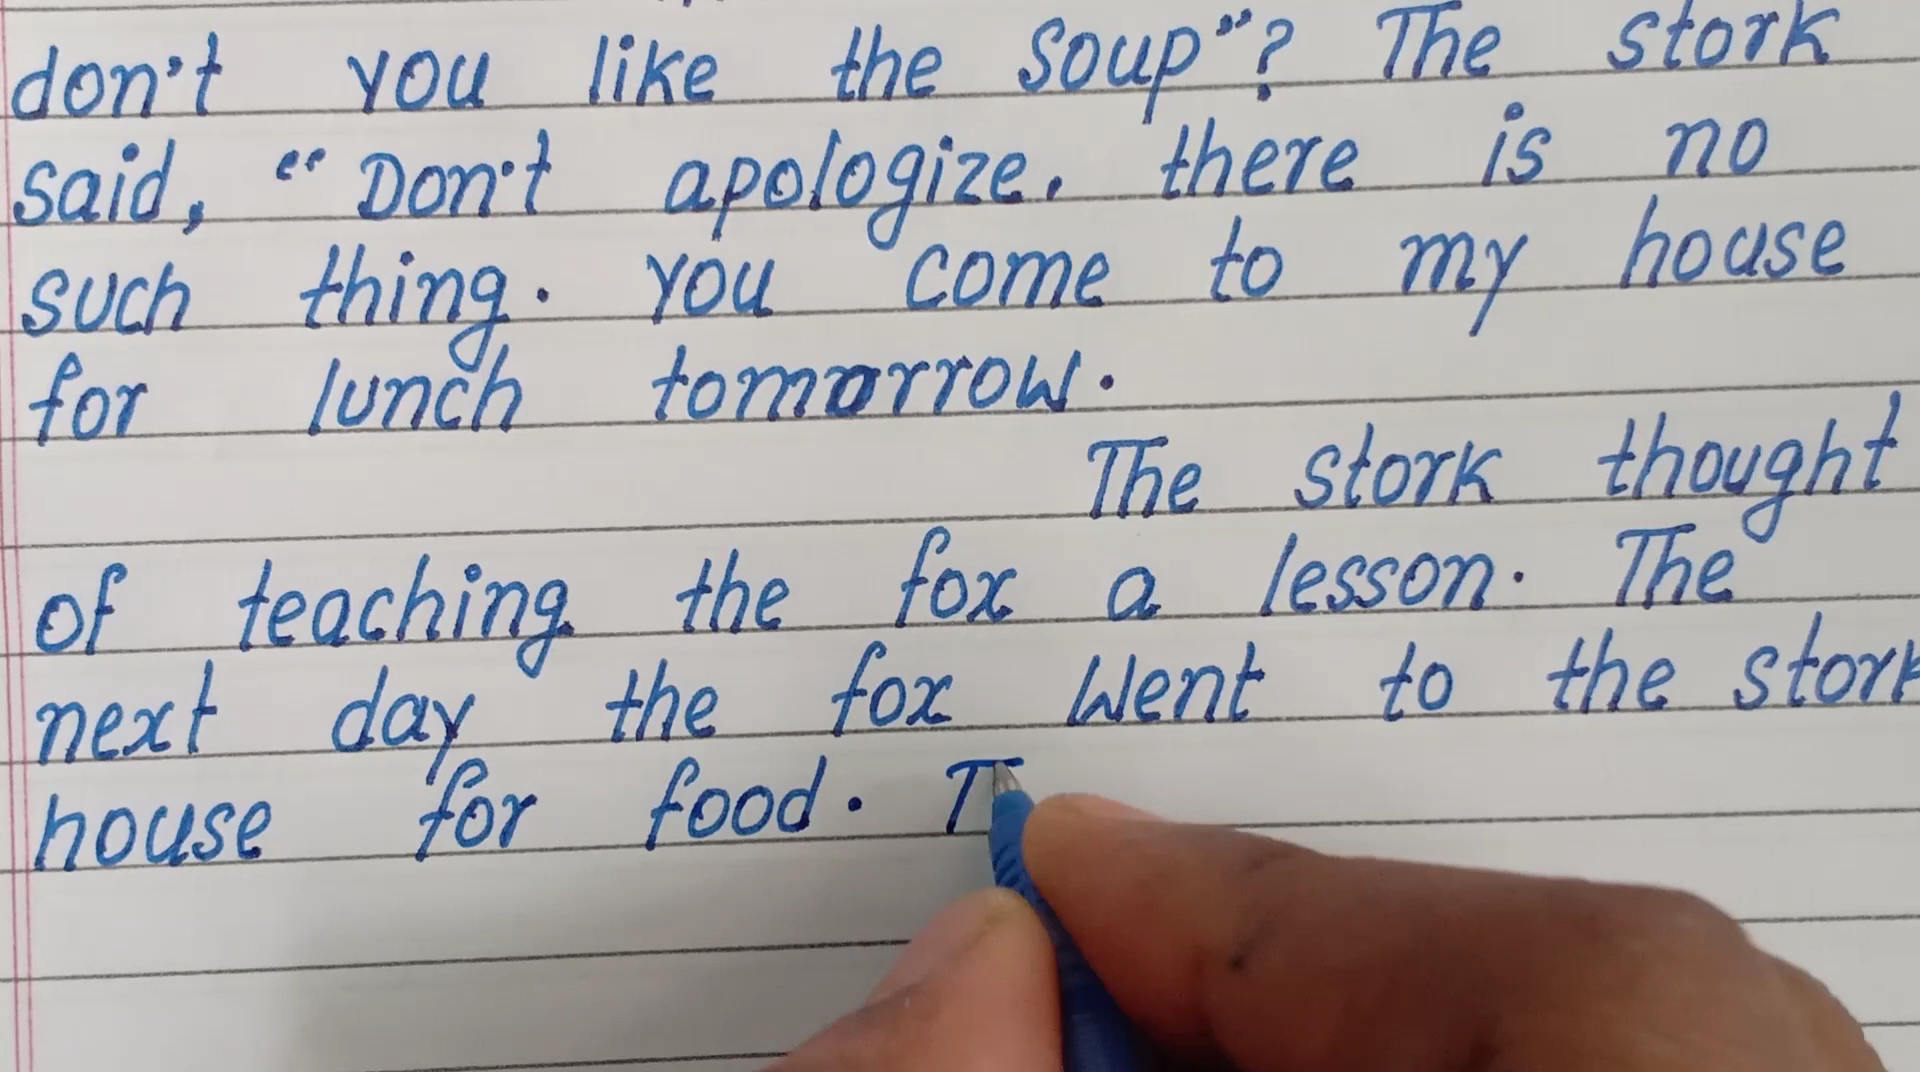 don't you like the soup"? The stork
said, "Don't apologize. there is no
such thing. you come to my house
for lunch tomorrow.
The stork thought
of teaching the fox a lesson. The
next day the fox Went to the stork
house for food. T